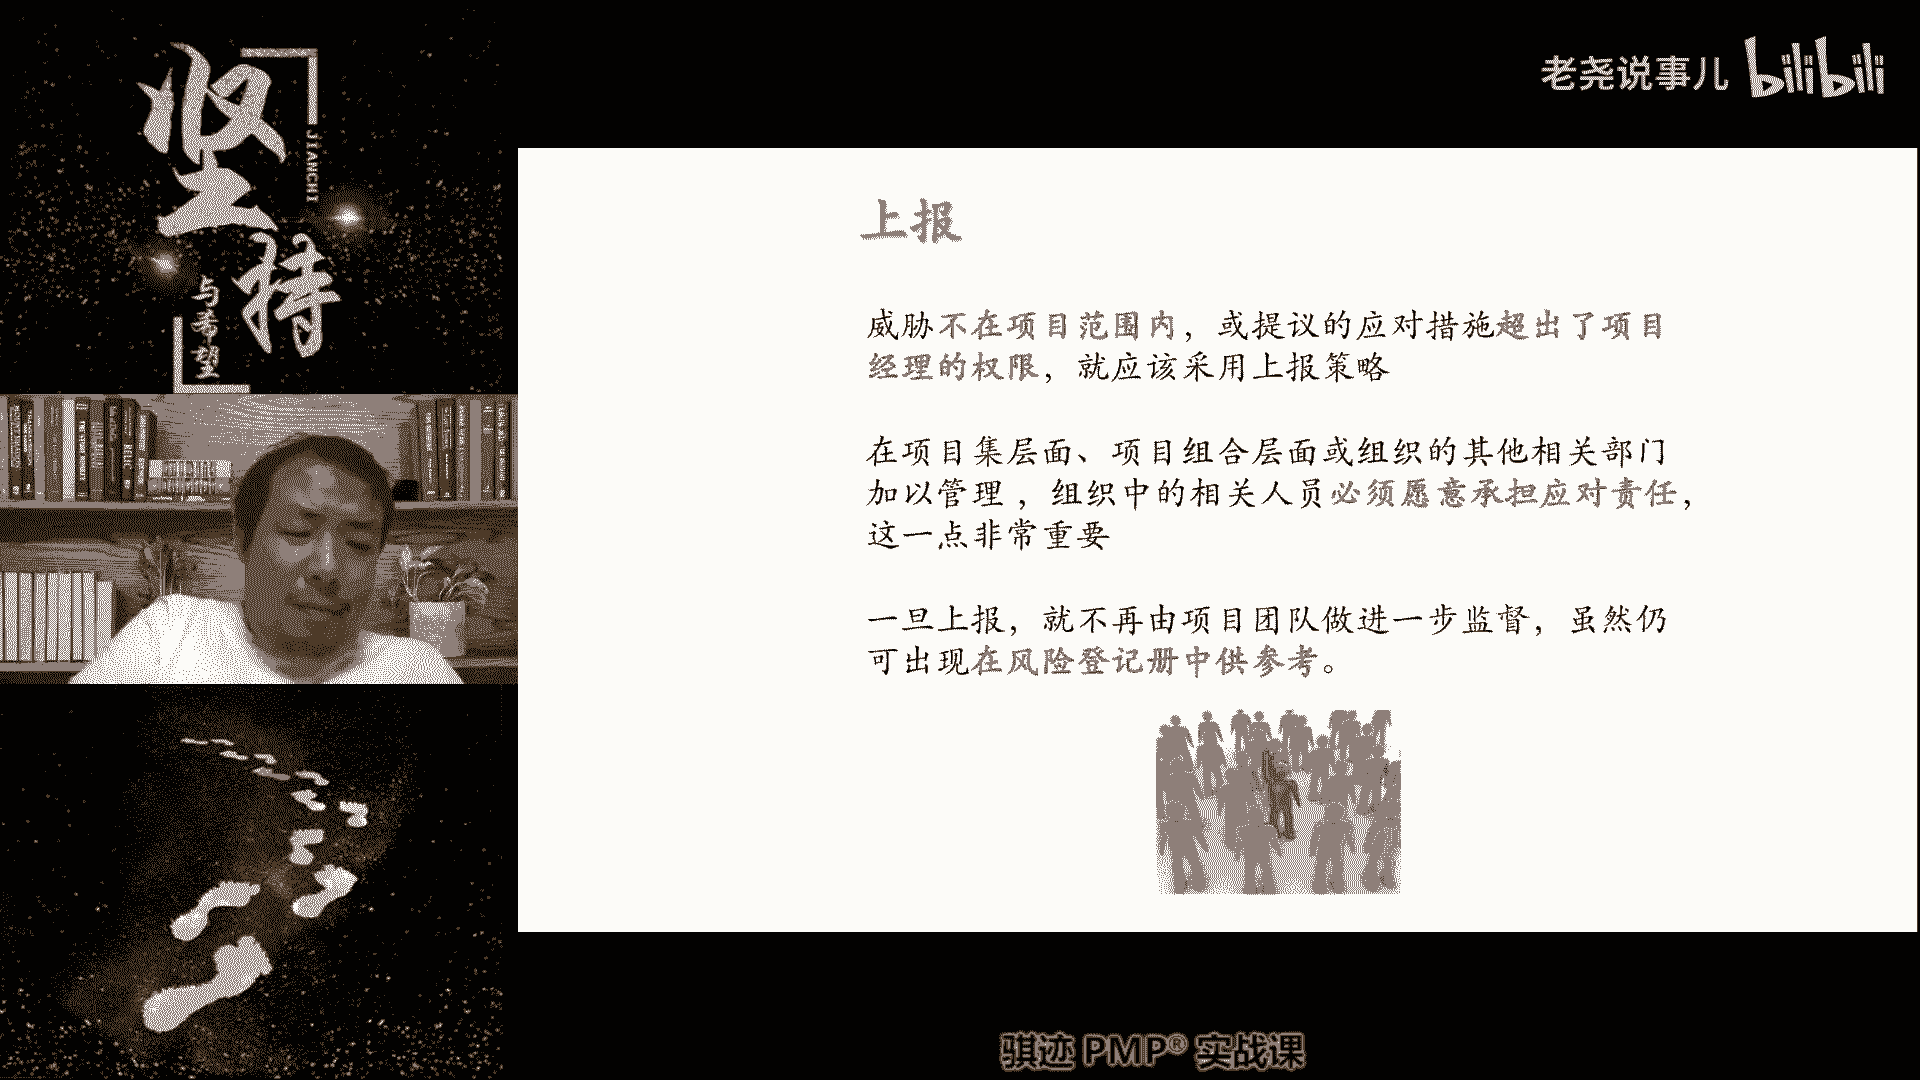 坚持
JIANCHI
与希望
老尧说事儿 bilibili
上报
威胁不在项目范围内，或提议的应对措施超出了项目
经理的权限，就应该采用上报策略
在项目集层面、项目组合层面或组织的其他相关部门
加以管理 ，组织中的相关人员必须愿意承担应对责任，
这一点非常重要
一旦上报，就不再由项目团队做进一步监督，虽然仍
可出现在风险登记册中供参考。
骐迹 PMP® 实战课